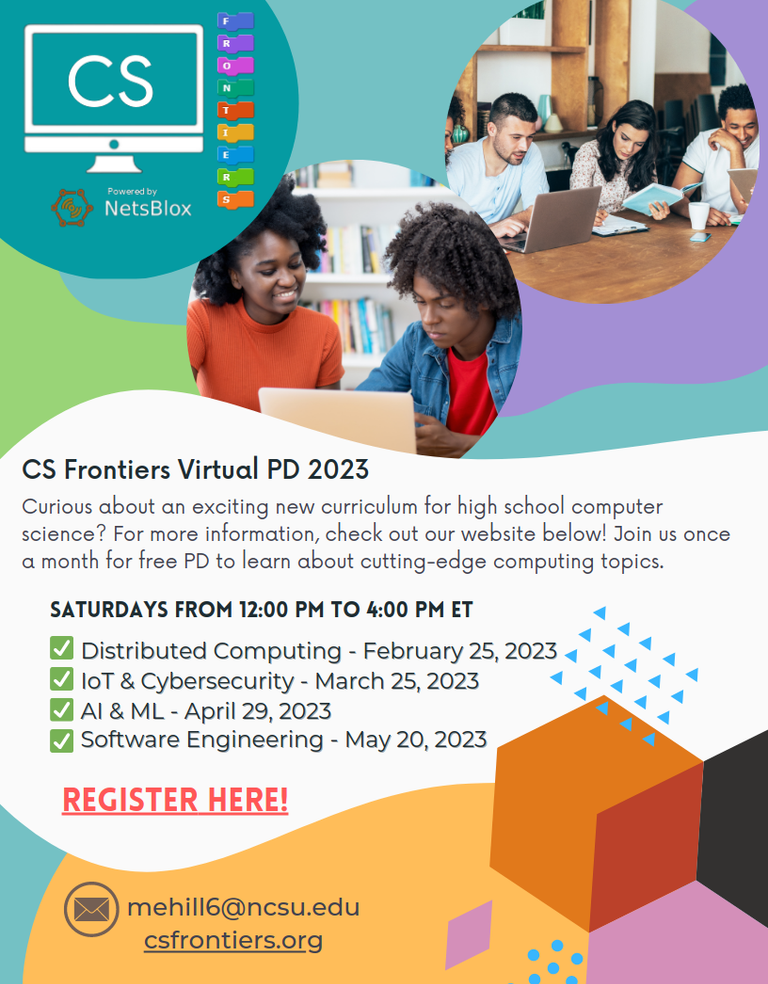 CS
F
R
O
N
T
I
E
R
S
Powered by
NetsBlox
CS Frontiers Virtual PD 2023
Curious about an exciting new curriculum for high school computer
science? For more information, check out our website below! Join us once
a month for free PD to learn about cutting-edge computing topics.
SATURDAYS FROM 12:00 PM TO 4:00 PM ET
Distributed Computing - February 25, 2023
IoT & Cybersecurity - March 25, 2023
AI & ML - April 29, 2023
Software Engineering - May 20, 2023
REGISTER HERE!
mehill6@ncsu.edu
csfrontiers.org